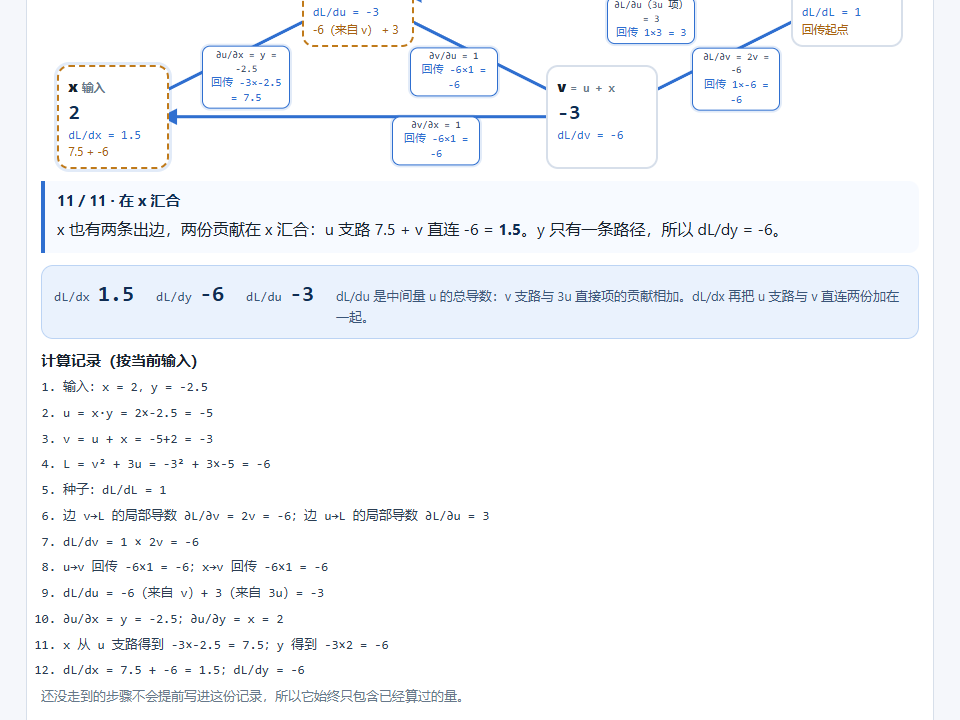 dL/du = -3
-6（来自 v） + 3
∂L/∂u（3u 项）
= 3
回传 1×3 = 3
dL/dL = 1
回传起点
∂u/∂x = y =
-2.5
回传 -3×-2.5
= 7.5
∂v/∂u = 1
回传 -6×1 =
-6
∂L/∂v = 2v =
-6
回传 1×-6 =
-6
x 输入
2
dL/dx = 1.5
7.5 + -6
v = u + x
-3
dL/dv = -6
∂v/∂x = 1
回传 -6×1 =
-6
11 / 11 · 在 x 汇合
x 也有两条出边，两份贡献在 x 汇合：u 支路 7.5 + v 直连 -6 = 1.5。y 只有一条路径，所以 dL/dy = -6。
dL/dx 1.5 dL/dy -6 dL/du -3
dL/du 是中间量 u 的总导数：v 支路与 3u 直接项的贡献相加。dL/dx 再把 u 支路与 v 直连两份加在
一起。
计算记录（按当前输入）
1. 输入：x = 2, y = -2.5
2. u = x·y = 2×-2.5 = -5
3. v = u + x = -5+2 = -3
4. L = v² + 3u = -3² + 3×-5 = -6
5. 种子：dL/dL = 1
6. 边 v→L 的局部导数 ∂L/∂v = 2v = -6；边 u→L 的局部导数 ∂L/∂u = 3
7. dL/dv = 1 × 2v = -6
8. u→v 回传 -6×1 = -6；x→v 回传 -6×1 = -6
9. dL/du = -6（来自 v）+ 3（来自 3u）= -3
10. ∂u/∂x = y = -2.5；∂u/∂y = x = 2
11. x 从 u 支路得到 -3×-2.5 = 7.5；y 得到 -3×2 = -6
12. dL/dx = 7.5 + -6 = 1.5；dL/dy = -6
还没走到的步骤不会提前写进这份记录，所以它始终只包含已经算过的量。